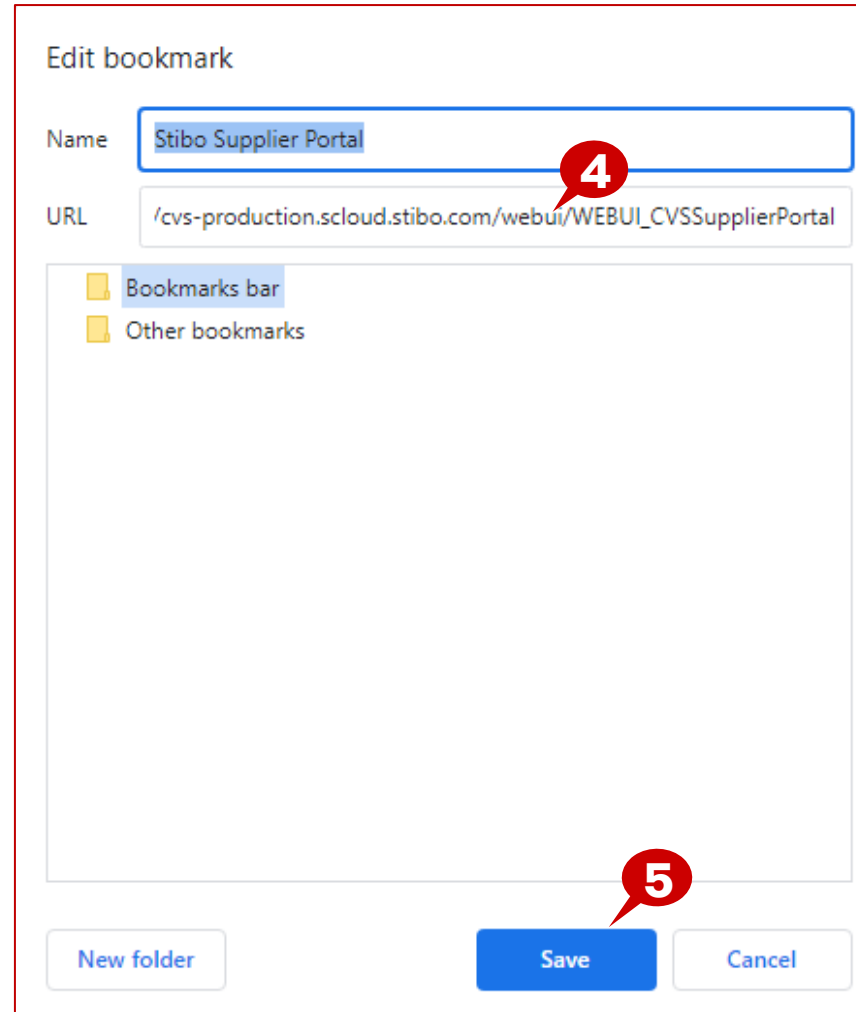 Edit bookmark
Name Stibo Supplier Portal
4
URL /cvs-production.scloud.stibo.com/webui/WEBUI_CVSSupplierPortal
Bookmarks bar
Other bookmarks
5
New folder Save Cancel